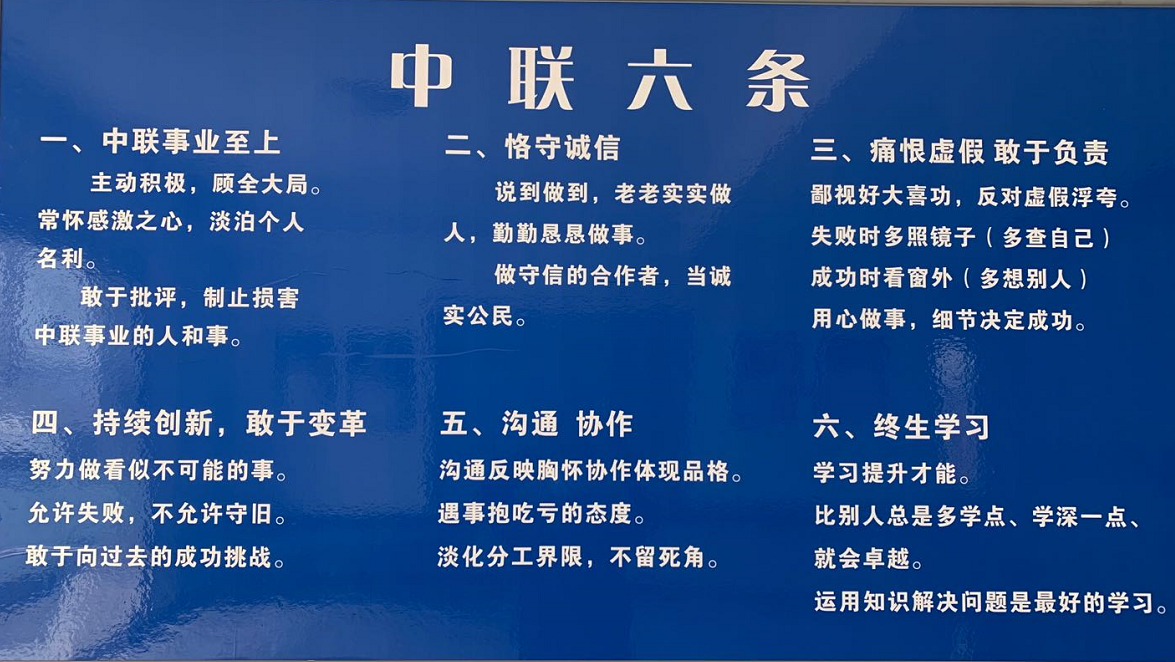 中联六条
一、中联事业至上
主动积极，顾全大局。
常怀感激之心，淡泊个人
名利。
敢于批评，制止损害
中联事业的人和事。
二、恪守诚信
说到做到，老老实实做
人，勤勤恳恳做事。
做守信的合作者，当诚
实公民。
三、痛恨虚假 敢于负责
鄙视好大喜功，反对虚假浮夸。
失败时多照镜子（多查自己）
成功时看窗外（多想别人）
用心做事，细节决定成功。
四、持续创新，敢于变革
努力做看似不可能的事。
允许失败，不允许守旧。
敢于向过去的成功挑战。
五、沟通 协作
沟通反映胸怀协作体现品格。
遇事抱吃亏的态度。
淡化分工界限，不留死角。
六、终生学习
学习提升才能。
比别人总是多学点、学深一点、
就会卓越。
运用知识解决问题是最好的学习。